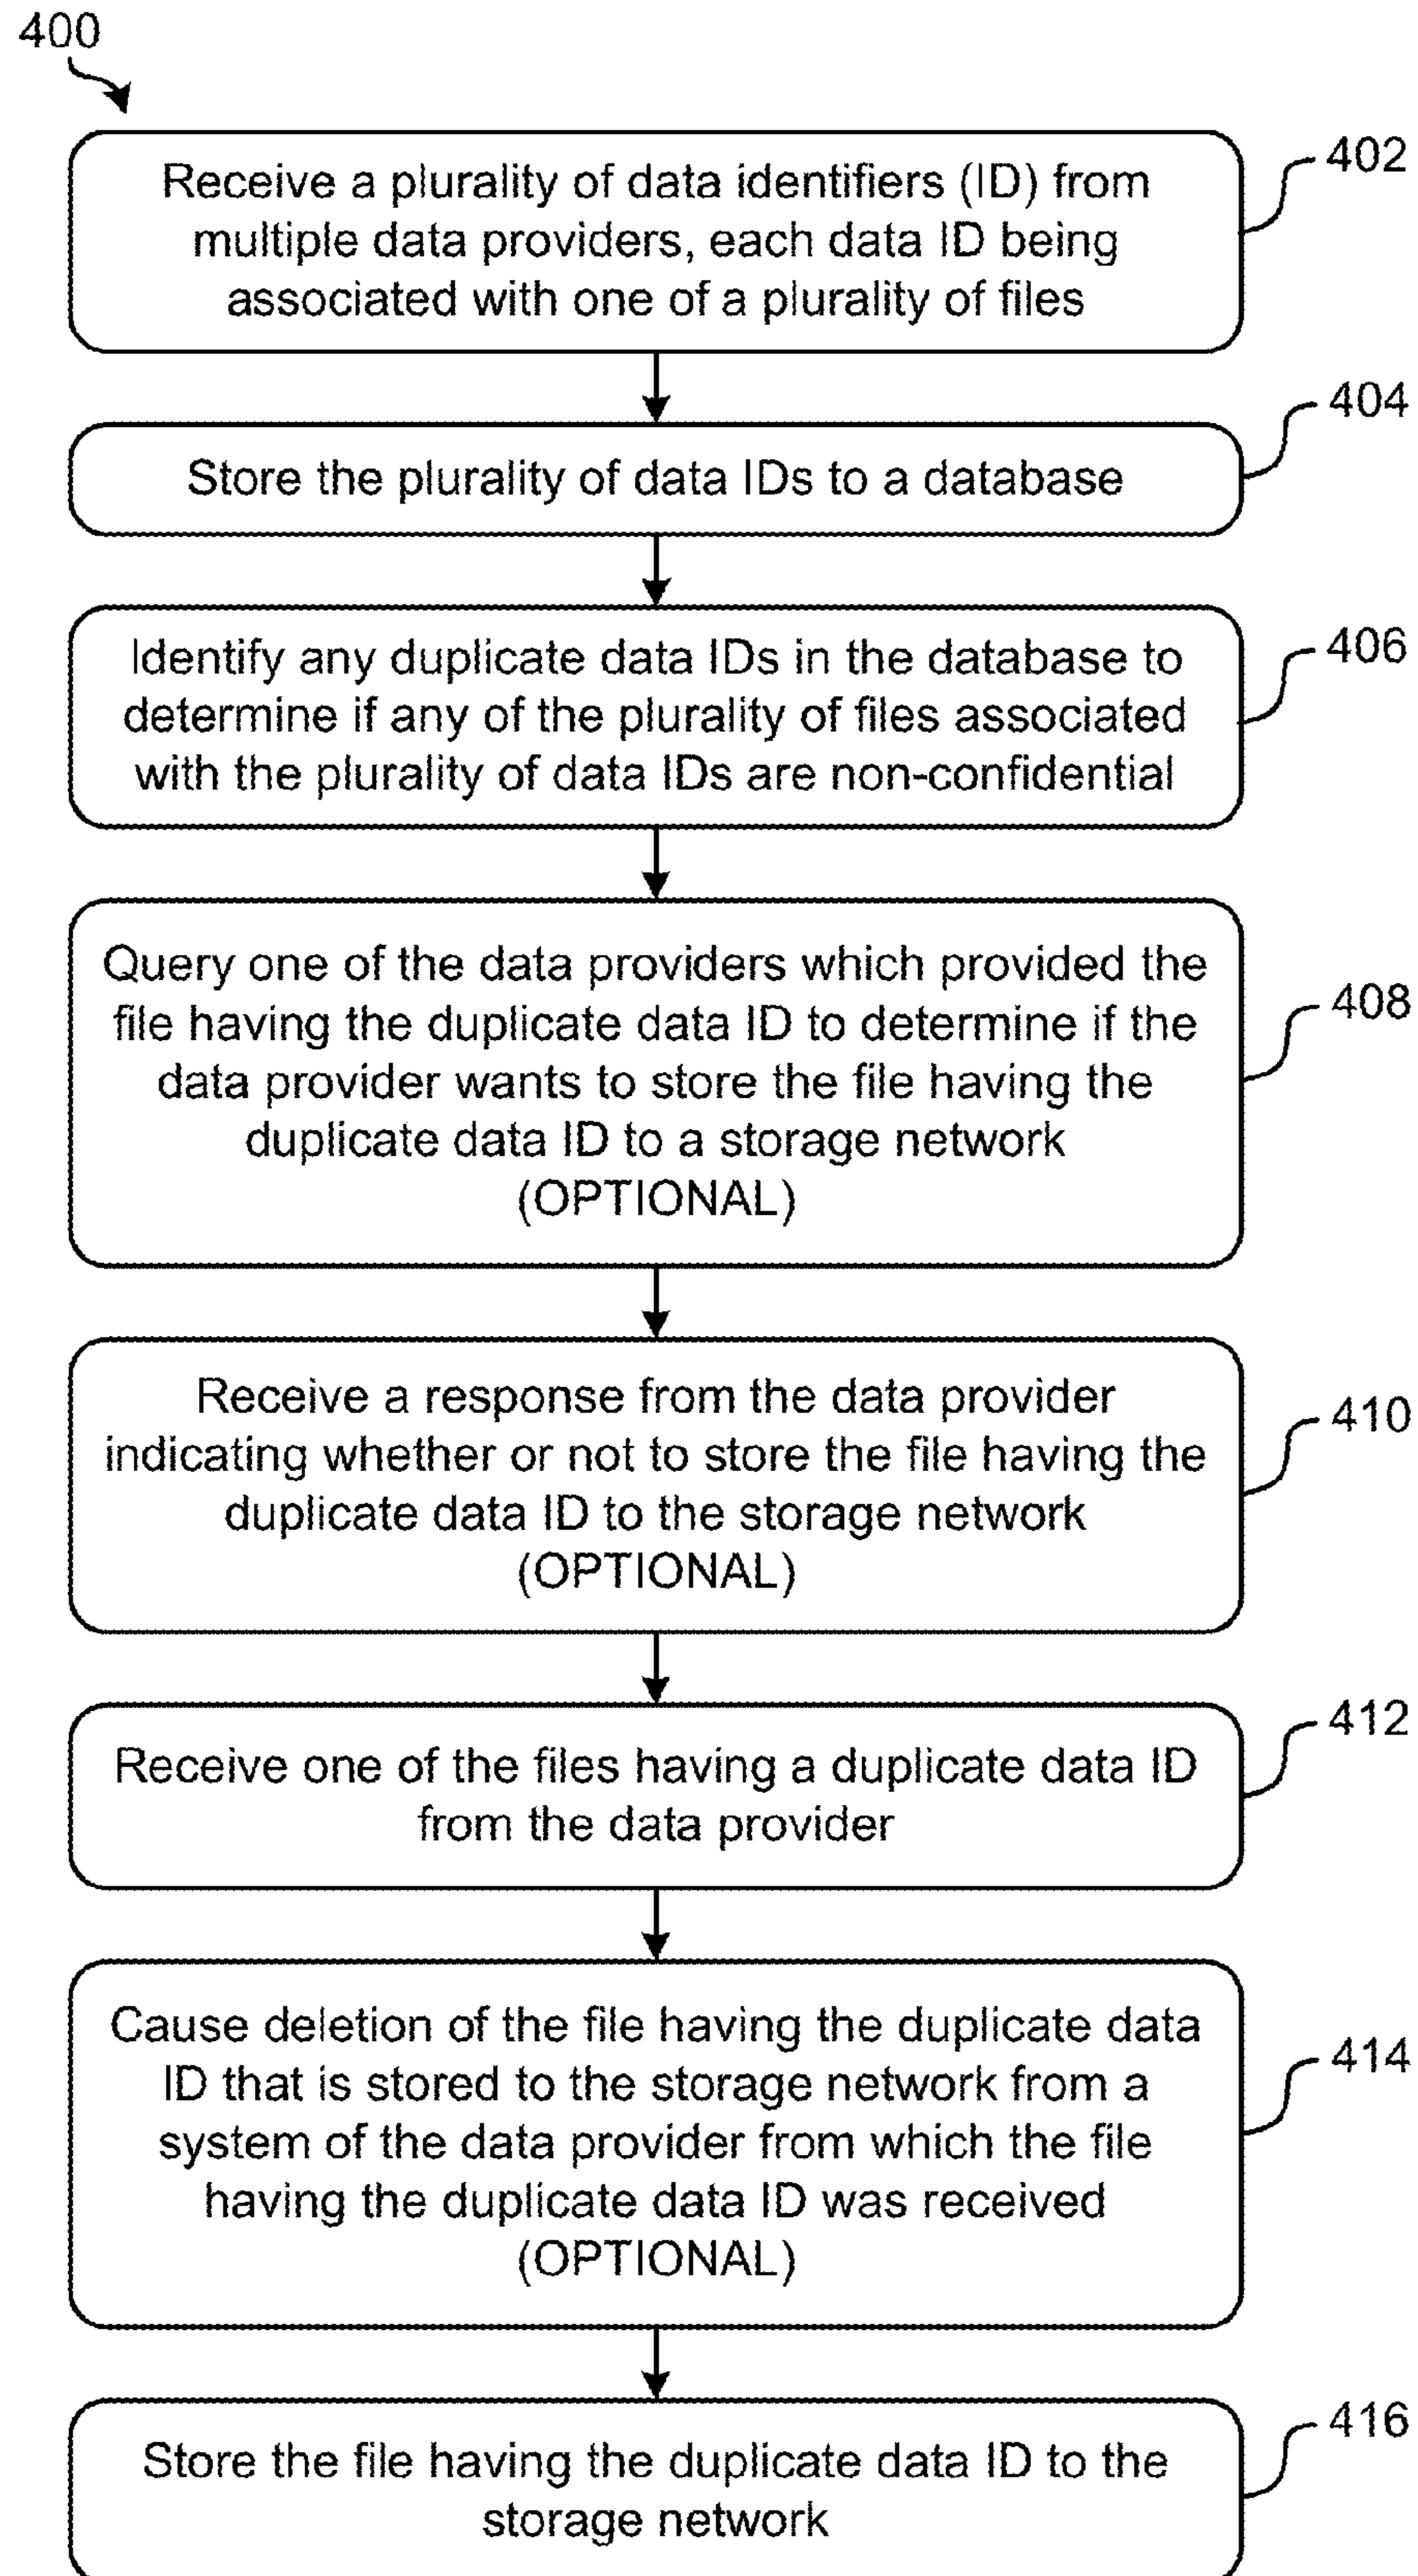 400
Receive a plurality of data identifiers (ID) from
multiple data providers, each data ID being
associated with one of a plurality of files
402
Store the plurality of data IDs to a database
404
Identify any duplicate data IDs in the database to
determine if any of the plurality of files associated
with the plurality of data IDs are non-confidential
406
Query one of the data providers which provided the
file having the duplicate data ID to determine if the
data provider wants to store the file having the
duplicate data ID to a storage network
(OPTIONAL)
408
Receive a response from the data provider
indicating whether or not to store the file having the
duplicate data ID to the storage network
(OPTIONAL)
410
Receive one of the files having a duplicate data ID
from the data provider
412
Cause deletion of the file having the duplicate data
ID that is stored to the storage network from a
system of the data provider from which the file
having the duplicate data ID was received
(OPTIONAL)
414
Store the file having the duplicate data ID to the
storage network
416